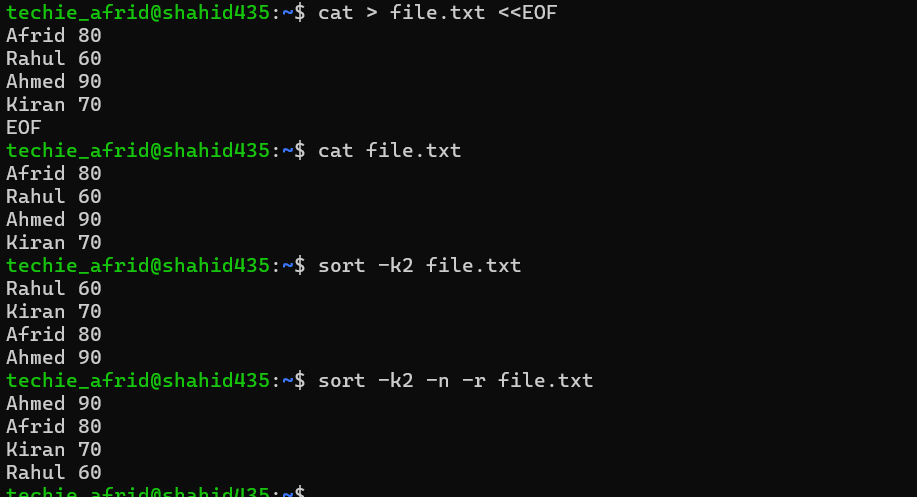 techie_afrid@shahid435:~$ cat > file.txt <<EOF
Afrid 80
Rahul 60
Ahmed 90
Kiran 70
EOF
techie_afrid@shahid435:~$ cat file.txt
Afrid 80
Rahul 60
Ahmed 90
Kiran 70
techie_afrid@shahid435:~$ sort -k2 file.txt
Rahul 60
Kiran 70
Afrid 80
Ahmed 90
techie_afrid@shahid435:~$ sort -k2 -n -r file.txt
Ahmed 90
Afrid 80
Kiran 70
Rahul 60
techie_afrid@shahid435:~$